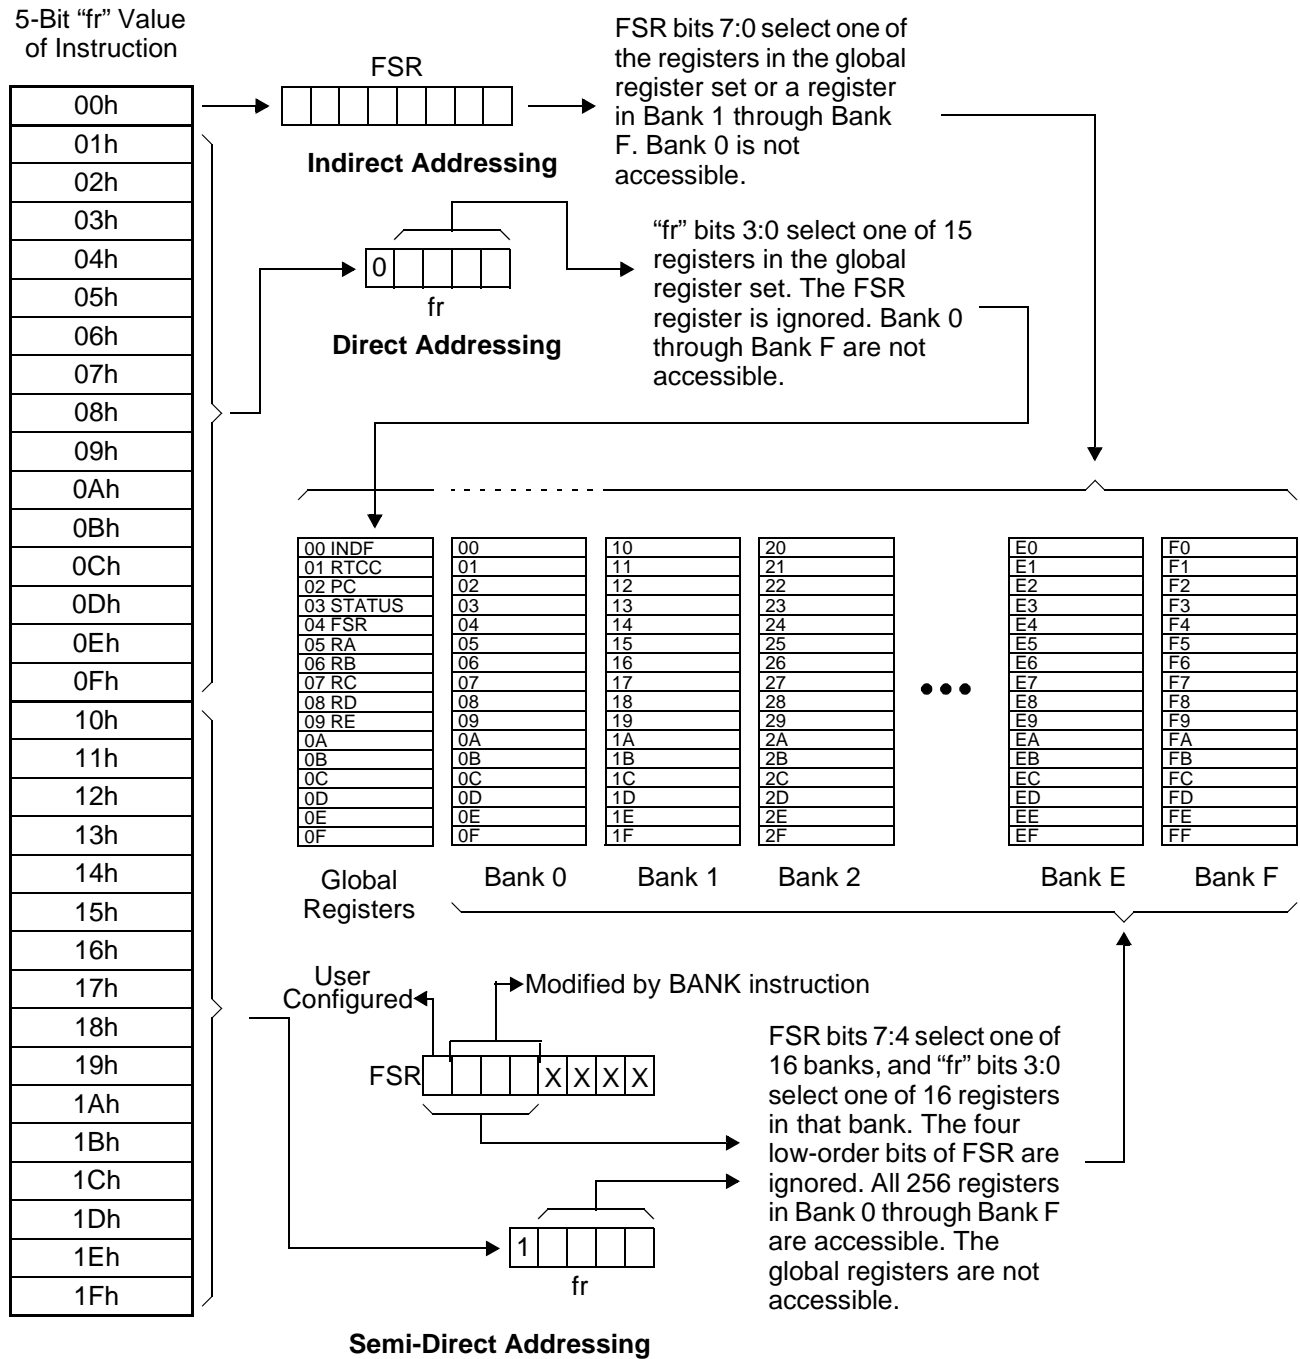 5-Bit “fr” Value
of Instruction
00h
01h
02h
03h
04h
05h
06h
07h
08h
09h
0Ah
0Bh
0Ch
0Dh
0Eh
0Fh
10h
11h
12h
13h
14h
15h
16h
17h
18h
19h
1Ah
1Bh
1Ch
1Dh
1Eh
1Fh
FSR
Indirect Addressing
FSR bits 7:0 select one of
the registers in the global
register set or a register
in Bank 1 through Bank
F. Bank 0 is not
accessible.
0
fr
Direct Addressing
“fr” bits 3:0 select one of 15
registers in the global
register set. The FSR
register is ignored. Bank 0
through Bank F are not
accessible.
00 INDF
01 RTCC
02 PC
03 STATUS
04 FSR
05 RA
06 RB
07 RC
08 RD
09 RE
0A
0B
0C
0D
0E
0F
Global
Registers
00
01
02
03
04
05
06
07
08
09
0A
0B
0C
0D
0E
0F
Bank 0
10
11
12
13
14
15
16
17
18
19
1A
1B
1C
1D
1E
1F
Bank 1
20
21
22
23
24
25
26
27
28
29
2A
2B
2C
2D
2E
2F
Bank 2
E0
E1
E2
E3
E4
E5
E6
E7
E8
E9
EA
EB
EC
ED
EE
EF
Bank E
F0
F1
F2
F3
F4
F5
F6
F7
F8
F9
FA
FB
FC
FD
FE
FF
Bank F
User
Configured
Modified by BANK instruction
FSR X X X X
1
fr
Semi-Direct Addressing
FSR bits 7:4 select one of
16 banks, and “fr” bits 3:0
select one of 16 registers
in that bank. The four
low-order bits of FSR are
ignored. All 256 registers
in Bank 0 through Bank F
are accessible. The
global registers are not
accessible.